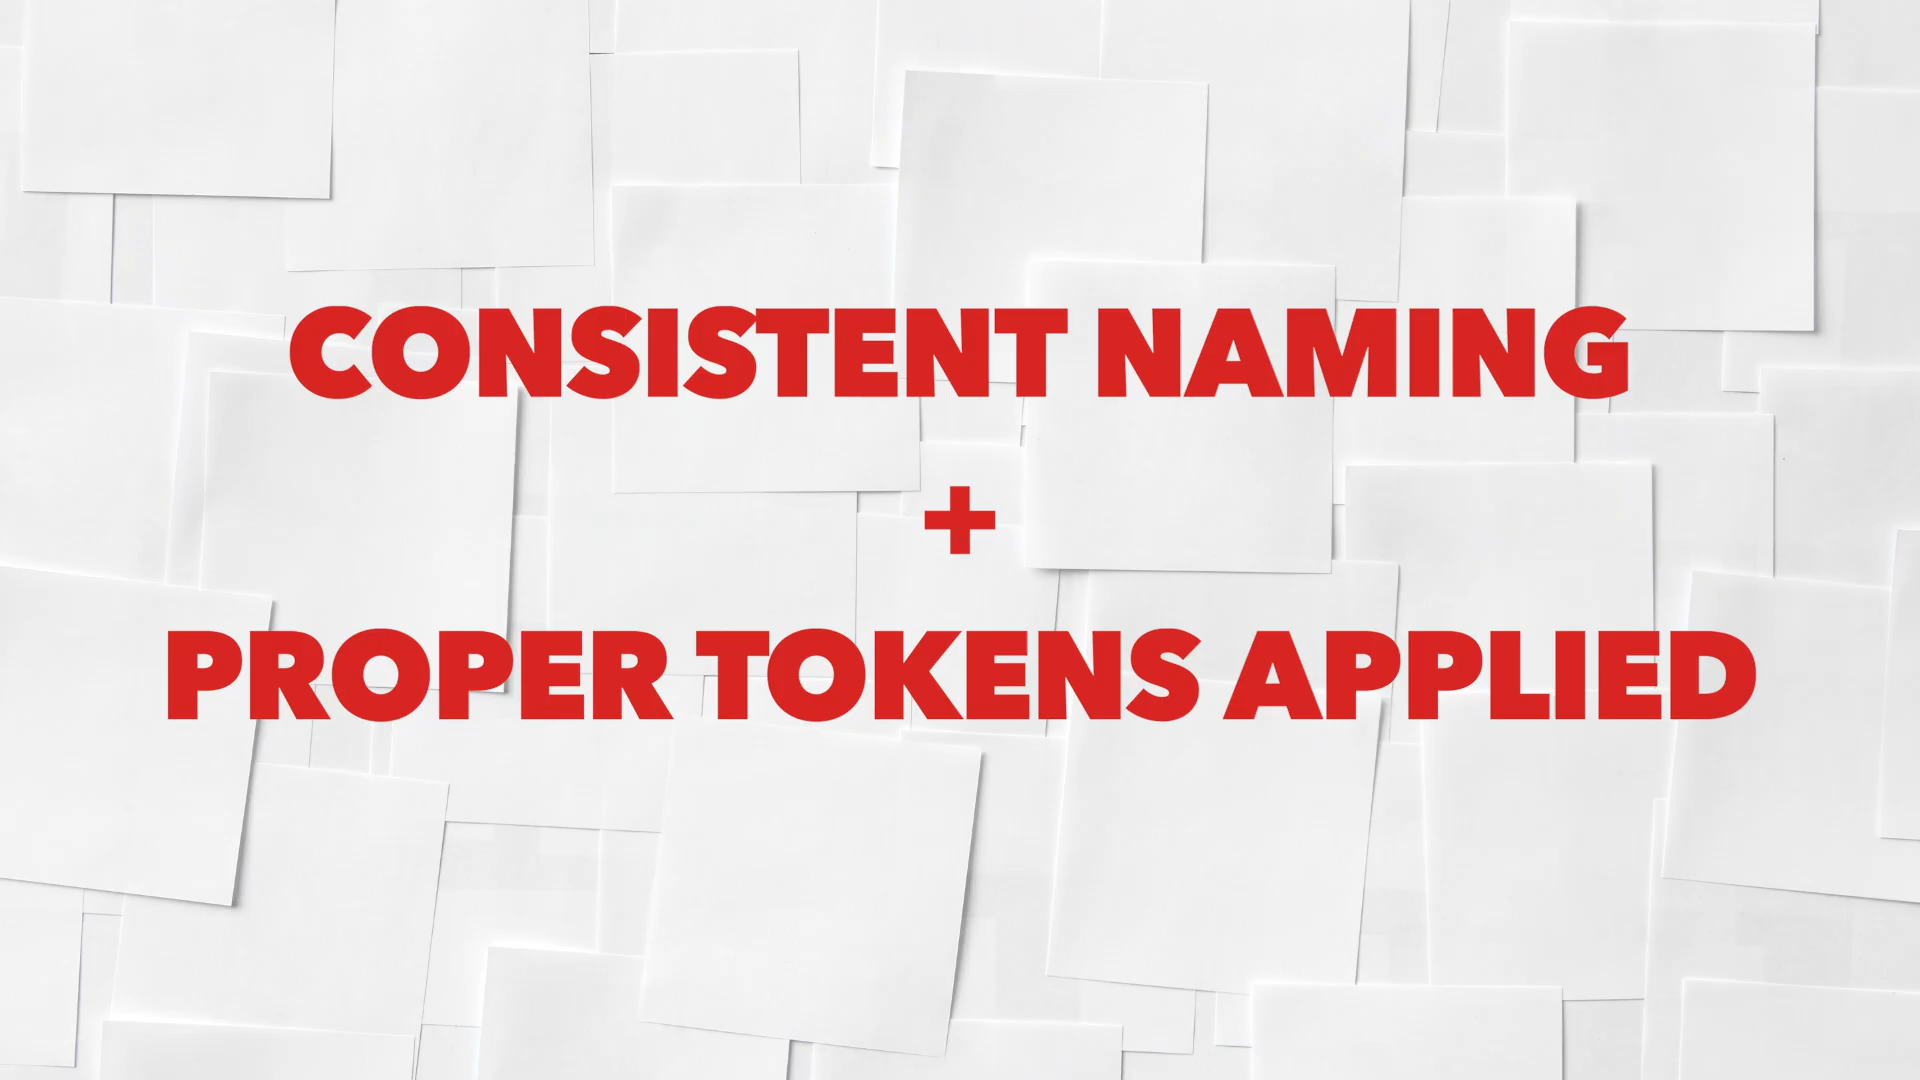 CONSISTENT NAMING
+
PROPER TOKENS APPLIED